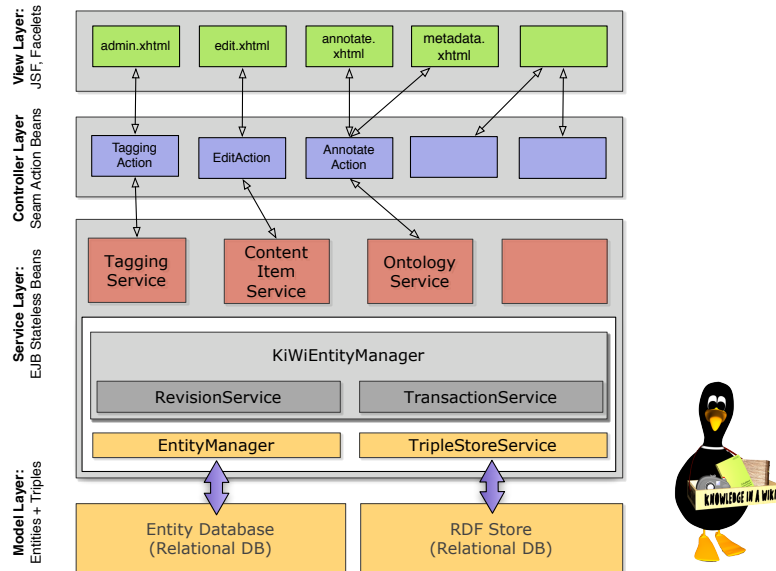 View Layer:
JSF, Facelets
admin.xhtml
edit.xhtml
annotate.
xhtml
metadata.
xhtml
Controller Layer
Seam Action Beans
Tagging
Action
EditAction
Annotate
Action
Service Layer:
EJB Stateless Beans
Tagging
Service
Content
Item
Service
Ontology
Service
KiWiEntityManager
RevisionService
TransactionService
EntityManager
TripleStoreService
Model Layer:
Entities + Triples
Entity Database
(Relational DB)
RDF Store
(Relational DB)
KNOWLEDGE IN A WIKI